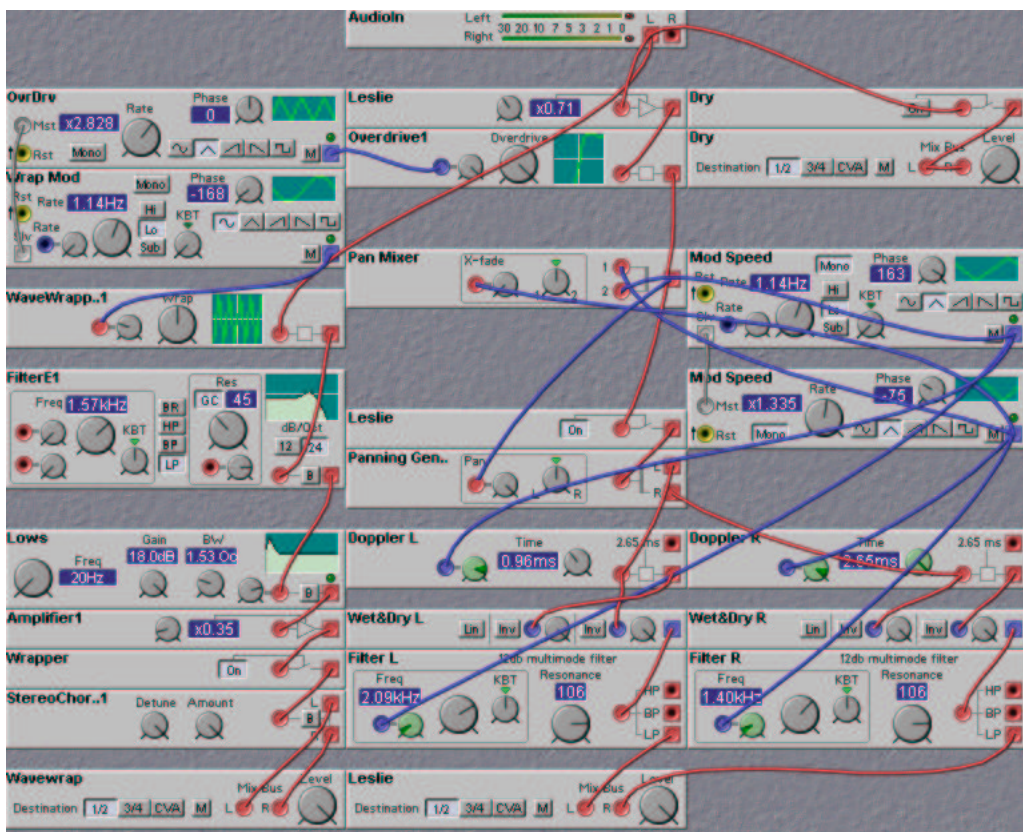 AudioIn
Left
Right
30 20 10 7 5 3 2 1 0
L R
OvrDrv
Mst x2.828
Rate
Phase
0
Rst
Mono
M
Leslie
x0.71
Dry
On
Overdrive1
Overdrive
Dry
Destination 1/2 3/4 CVA M
Mix Bus
L R
Level
Wrap Mod
Rst Rate 1.14Hz
Mono
Hi
Lo
Sub
Phase
-168
KBT
Rate
Slv
M
Pan Mixer
X-fade
1 2
1
2
Mod Speed
Rst Rate 1.14Hz
Mono
Hi
Lo
Sub
Phase
163
KBT
Rate
Slv
M
WaveWrapp..1
Wrap
FilterE1
Freq 1.57kHz
KBT
BR
HP
BP
LP
Res
GC 45
dB/Oct
12 24
B
Mod Speed
Mst x1.335
Rate
Phase
-75
Rst
Mono
M
Leslie
On
Panning Gen..
Pan
L R
L
R
Lows
Freq
20Hz
Gain
18.0dB
BW
1.53 Oc
B
Doppler L
Time
0.96ms
2.65 ms
Doppler R
Time
2.65ms
2.65 ms
Amplifier1
x0.35
Wet&Dry L
Lin Inv Inv
Wet&Dry R
Lin Inv Inv
Wrapper
On
Filter L
12db multimode filter
Freq
2.09kHz
KBT
Resonance
106
HP
BP
LP
Filter R
12db multimode filter
Freq
1.40kHz
KBT
Resonance
106
HP
BP
LP
StereoChor..1
Detune Amount
L
B
R
Wavewrap
Destination 1/2 3/4 CVA M
Mix Bus
L R
Level
Leslie
Destination 1/2 3/4 CVA M
Mix Bus
L R
Level